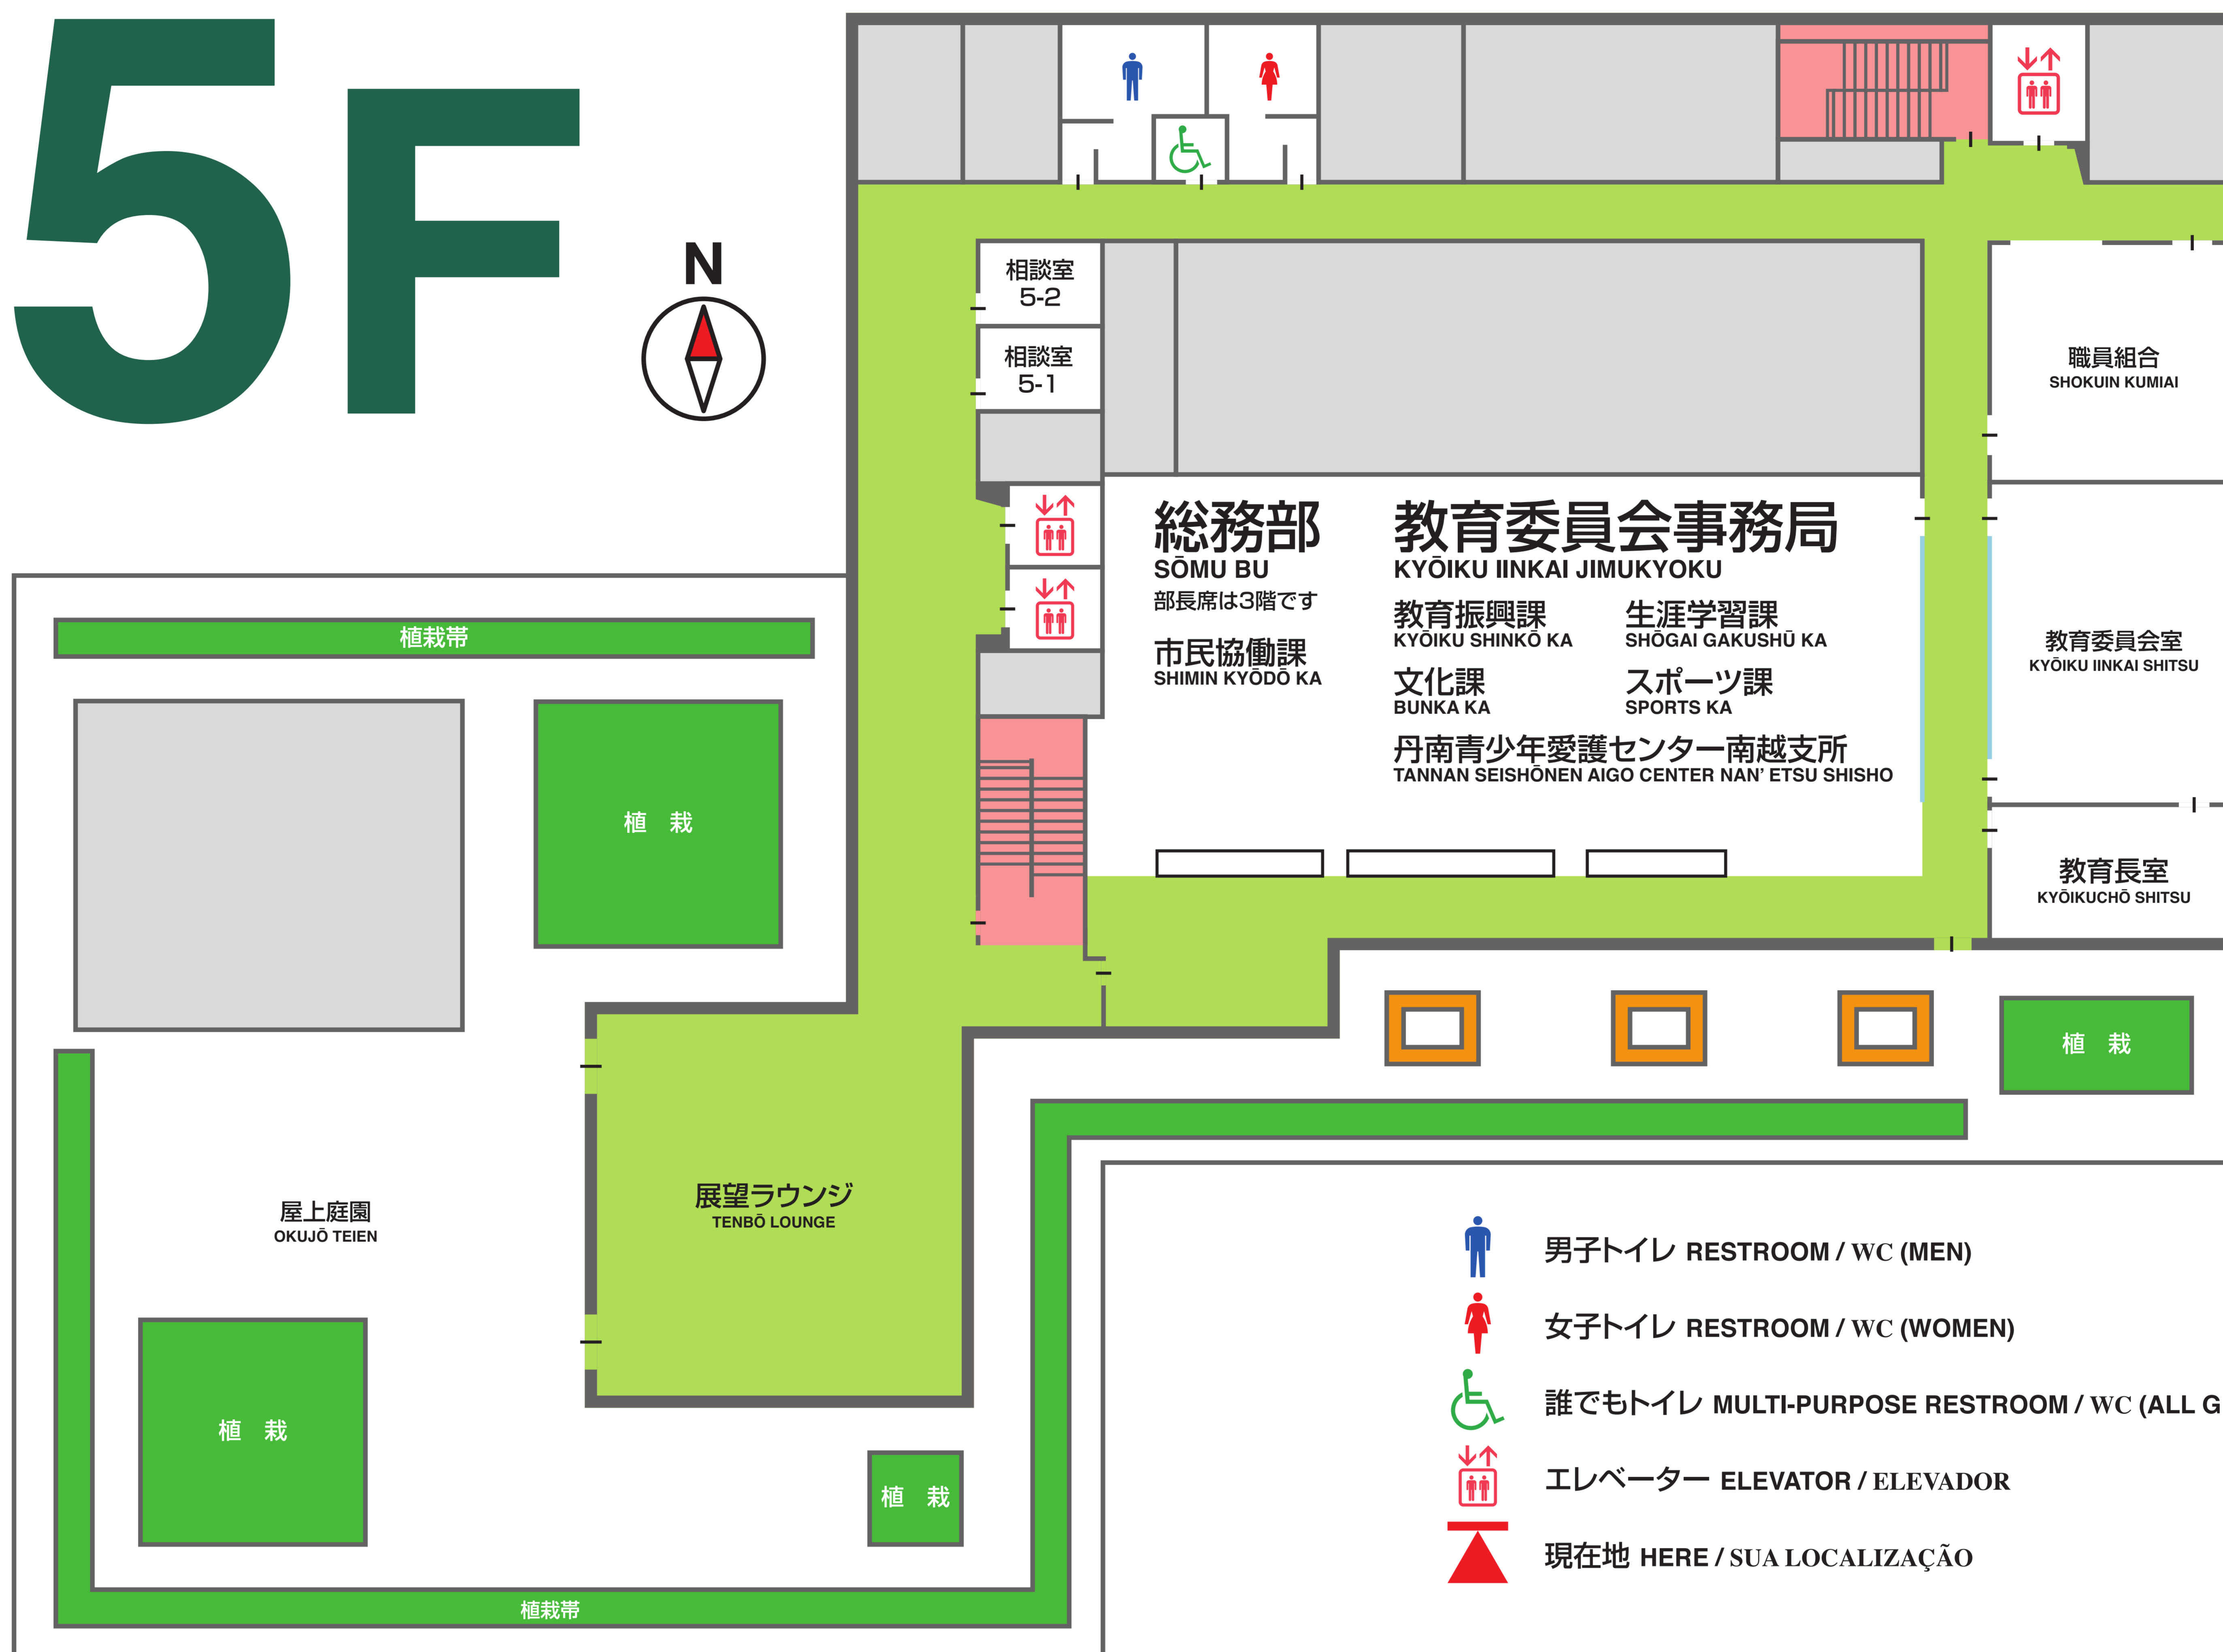 5F
N
相談室
5-2
相談室
5-1
職員組合
SHOKUIN KUMIAI
総務部
SŌMU BU
部長席は3階です
市民協働課
SHIMIN KYŌDŌ KA
教育委員会事務局
KYŌIKU IINKAI JIMUKYOKU
教育振興課
KYŌIKU SHINKŌ KA
生涯学習課
SHŌGAI GAKUSHŪ KA
文化課
BUNKA KA
スポーツ課
SPORTS KA
丹南青少年愛護センター南越支所
TANNAN SEISHŌNEN AIGO CENTER NAN' ETSU SHISHO
教育委員会室
KYŌIKU IINKAI SHITSU
教育長室
KYŌIKUCHŌ SHITSU
植栽帯
植 栽
植 栽
屋上庭園
OKUJŌ TEIEN
展望ラウンジ
TENBŌ LOUNGE
植 栽
植 栽
植栽帯
男子トイレ RESTROOM / WC (MEN)
女子トイレ RESTROOM / WC (WOMEN)
誰でもトイレ MULTI-PURPOSE RESTROOM / WC (ALL G
エレベーター ELEVATOR / ELEVADOR
現在地 HERE / SUA LOCALIZAÇÃO